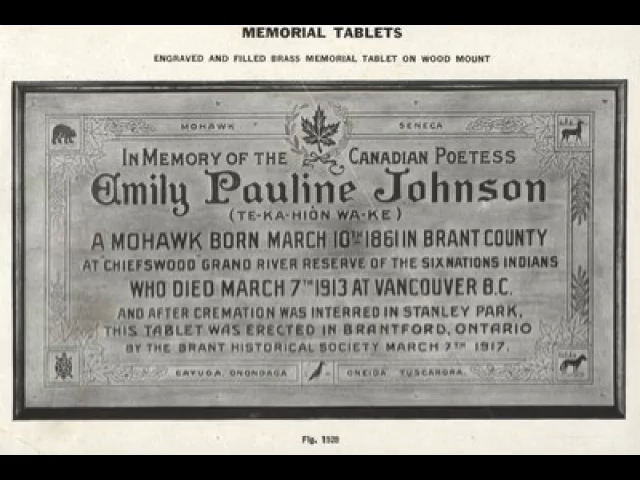 MEMORIAL TABLETS
ENGRAVED AND FILLED BRASS MEMORIAL TABLET ON WOOD MOUNT
MOHAWK SENECA
IN MEMORY OF THE CANADIAN POETESS
Emily Pauline Johnson
(TE-KA-HION WA-KE)
A MOHAWK BORN MARCH 10TH 1861 IN BRANT COUNTY
AT "CHIEFSWOOD" GRAND RIVER RESERVE OF THE SIX NATIONS INDIANS
WHO DIED MARCH 7TH 1913 AT VANCOUVER B.C.
AND AFTER CREMATION WAS INTERRED IN STANLEY PARK,
THIS TABLET WAS ERECTED IN BRANTFORD, ONTARIO
BY THE BRANT HISTORICAL SOCIETY MARCH 7TH 1917.
CAYUGA. ONONDAGA ONEIDA TUSCARORA.
Fig. 1528